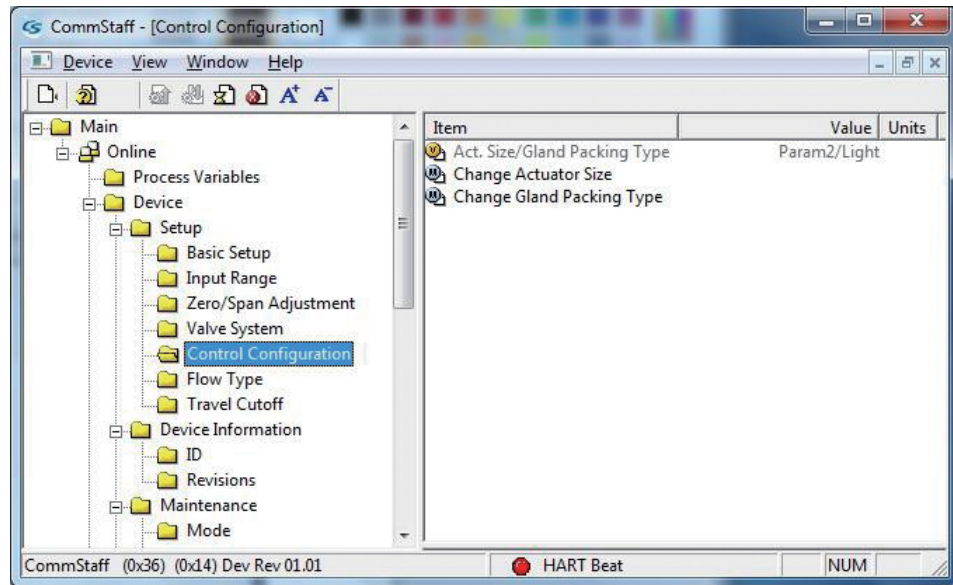 CommStaff - [Control Configuration]
Device View Window Help
Main
Online
Process Variables
Device
Setup
Basic Setup
Input Range
Zero/Span Adjustment
Valve System
Control Configuration
Flow Type
Travel Cutoff
Device Information
ID
Revisions
Maintenance
Mode
Item Value Units
Act. Size/Gland Packing Type Param2/Light
Change Actuator Size
Change Gland Packing Type
CommStaff (0x36) (0x14) Dev Rev 01.01 HART Beat NUM